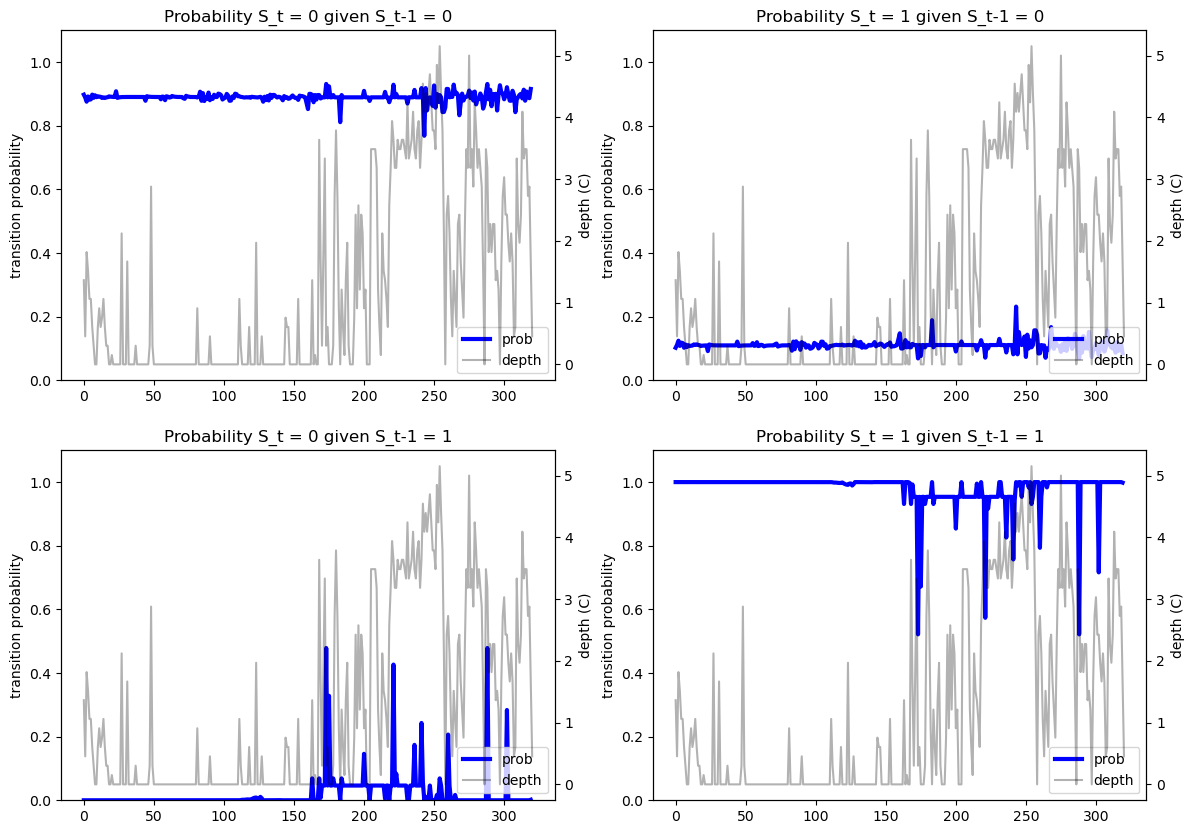 Probability S_t = 0 given S_t-1 = 0
transition probability
1.0
0.8
0.6
0.4
0.2
0.0
5
4
3
2
1
0
depth (C)
prob
depth
0 50 100 150 200 250 300
Probability S_t = 1 given S_t-1 = 0
transition probability
1.0
0.8
0.6
0.4
0.2
0.0
5
4
3
2
1
0
depth (C)
prob
depth
0 50 100 150 200 250 300
Probability S_t = 0 given S_t-1 = 1
transition probability
1.0
0.8
0.6
0.4
0.2
0.0
5
4
3
2
1
0
depth (C)
prob
depth
0 50 100 150 200 250 300
Probability S_t = 1 given S_t-1 = 1
transition probability
1.0
0.8
0.6
0.4
0.2
0.0
5
4
3
2
1
0
depth (C)
prob
depth
0 50 100 150 200 250 300